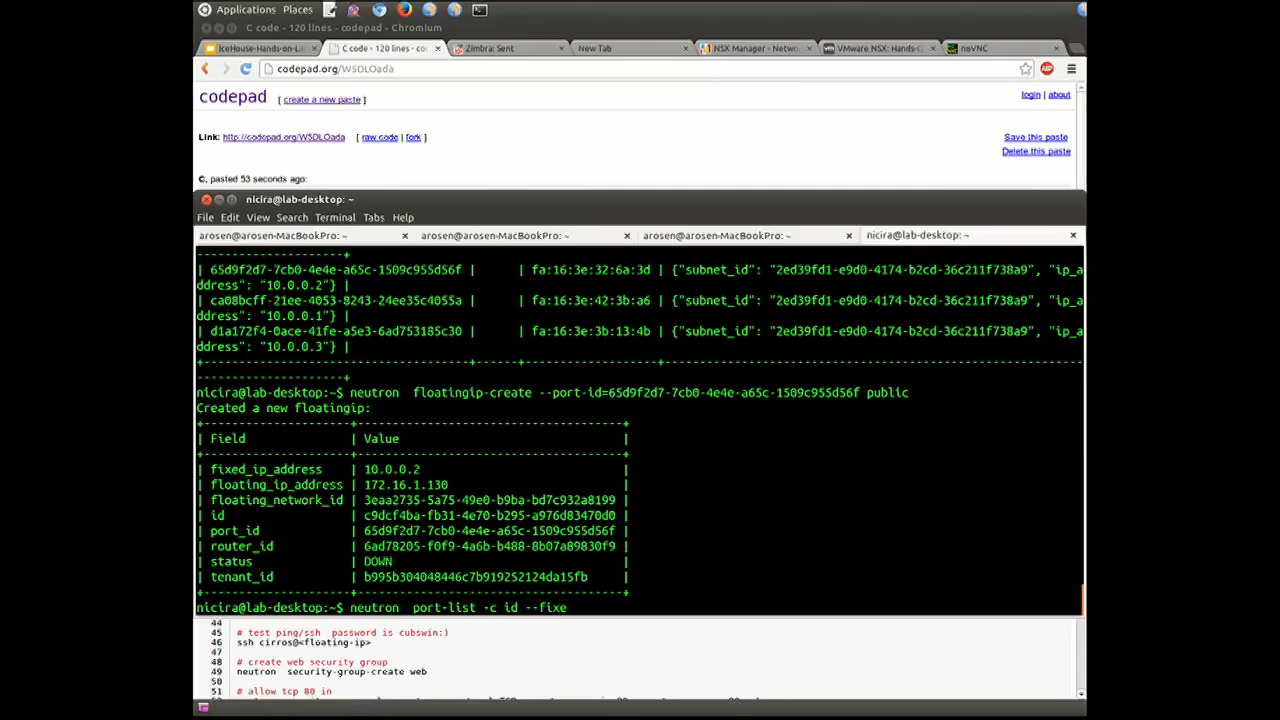 Applications Places
C code - 120 lines - codepad - Chromium
IceHouse-Hands-on-La C code - 120 lines - co Zimbra: Sent New Tab NSX Manager - Netwo VMware NSX: Hands-O noVNC
codepad.org/W5DLOada
codepad [ create a new paste ] login | about
Link: http://codepad.org/W5DLOada [ raw code | fork ] Save this paste
Delete this paste
C, pasted 53 seconds ago:
nicira@lab-desktop: ~
File Edit View Search Terminal Tabs Help
arosen@arosen-MacBookPro: ~ arosen@arosen-MacBookPro: ~ arosen@arosen-MacBookPro: ~ nicira@lab-desktop: ~
--------------------+
| 65d9f2d7-7cb0-4e4e-a65c-1509c955d56f | | fa:16:3e:32:6a:3d | {"subnet_id": "2ed39fd1-e9d0-4174-b2cd-36c211f738a9", "ip_a
ddress": "10.0.0.2"} |
| ca08bcff-21ee-4053-8243-24ee35c4055a | | fa:16:3e:42:3b:a6 | {"subnet_id": "2ed39fd1-e9d0-4174-b2cd-36c211f738a9", "ip_a
ddress": "10.0.0.1"} |
| d1a172f4-0ace-41fe-a5e3-6ad753185c30 | | fa:16:3e:3b:13:4b | {"subnet_id": "2ed39fd1-e9d0-4174-b2cd-36c211f738a9", "ip_a
ddress": "10.0.0.3"} |
nicira@lab-desktop:~$ neutron floatingip-create --port-id=65d9f2d7-7cb0-4e4e-a65c-1509c955d56f public
Created a new floatingip:
| Field | Value |
| fixed_ip_address | 10.0.0.2 |
| floating_ip_address | 172.16.1.130 |
| floating_network_id | 3eaa2735-5a75-49e0-b9ba-bd7c932a8199 |
| id | c9dcf4ba-fb31-4e70-b295-a976d83470d0 |
| port_id | 65d9f2d7-7cb0-4e4e-a65c-1509c955d56f |
| router_id | 6ad78205-f0f9-4a6b-b488-8b07a89830f9 |
| status | DOWN |
| tenant_id | b995b304048446c7b919252124da15fb |
nicira@lab-desktop:~$ neutron port-list -c id --fixe
44
45 # test ping/ssh password is cubswin:)
46 ssh cirros@<floating-ip>
47
48 # create web security group
49 neutron security-group-create web
50
51 # allow tcp 80 in